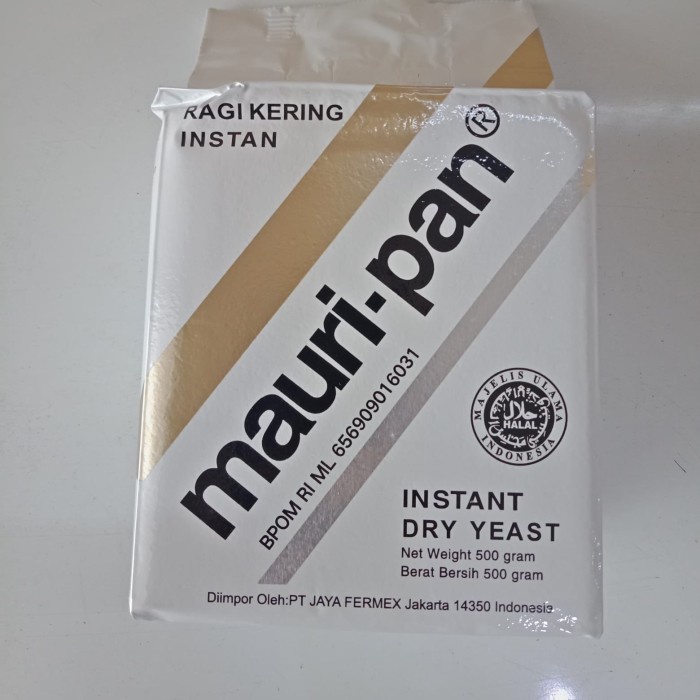 RAGI KERING
INSTAN
mauri-pan®
BPOM RI ML 656909016031
MAJELIS ULAMA
حلال
HALAL
INDONESIA
INSTANT
DRY YEAST
Net Weight 500 gram
Berat Bersih 500 gram
Diimpor Oleh:PT JAYA FERMEX Jakarta 14350 Indonesia